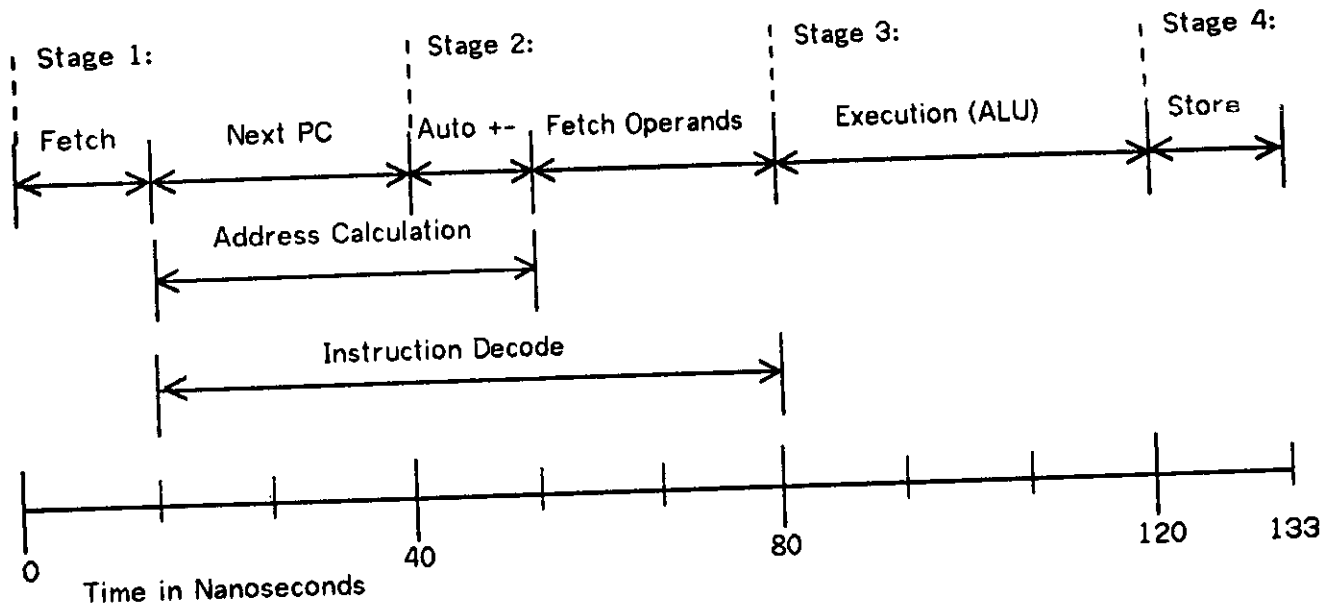 Stage 1:
Stage 2:
Stage 3:
Stage 4:
Fetch
Next PC
Auto +-
Fetch Operands
Execution (ALU)
Store
Address Calculation
Instruction Decode
0
40
80
120
133
Time in Nanoseconds